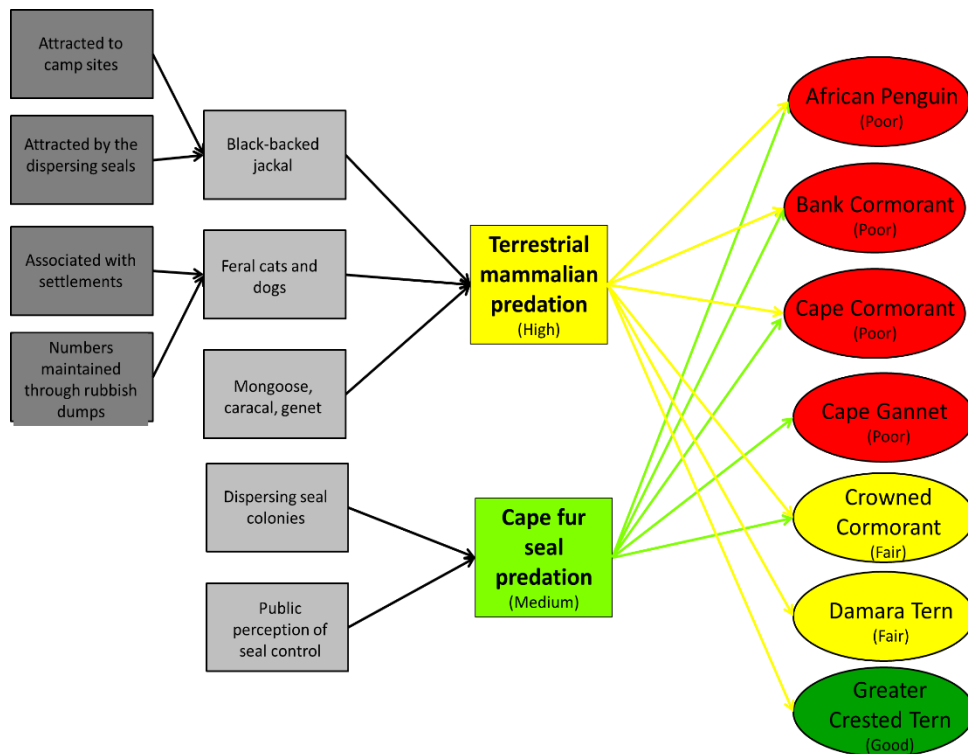 Attracted to
camp sites
Attracted by the
dispersing seals
Associated with
settlements
Numbers
maintained
through rubbish
dumps
Black-backed
jackal
Feral cats and
dogs
Mongoose,
caracal, genet
Dispersing seal
colonies
Public
perception of
seal control
Terrestrial
mammalian
predation
(High)
Cape fur
seal
predation
(Medium)
African Penguin
(Poor)
Bank Cormorant
(Poor)
Cape Cormorant
(Poor)
Cape Gannet
(Poor)
Crowned
Cormorant
(Fair)
Damara Tern
(Fair)
Greater
Crested Tern
(Good)